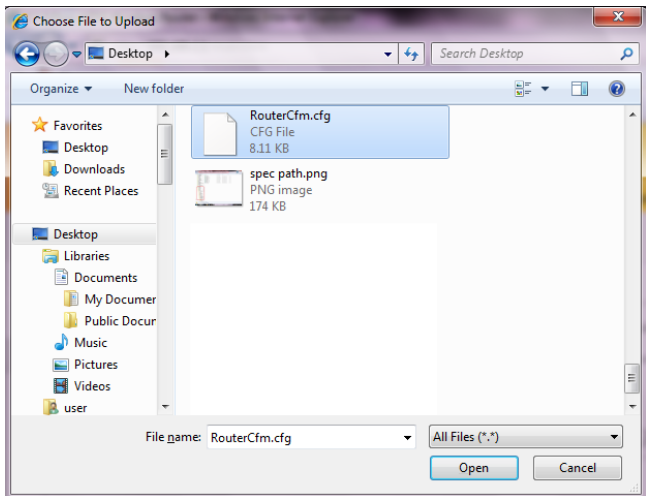 Choose File to Upload
Desktop
Search Desktop
Organize
New folder
Favorites
Desktop
Downloads
Recent Places
Desktop
Libraries
Documents
My Documer
Public Docur
Music
Pictures
Videos
user
RouterCfm.cfg
CFG File
8.11 KB
spec path.png
PNG image
174 KB
File name: RouterCfm.cfg
All Files (*.*)
Open
Cancel